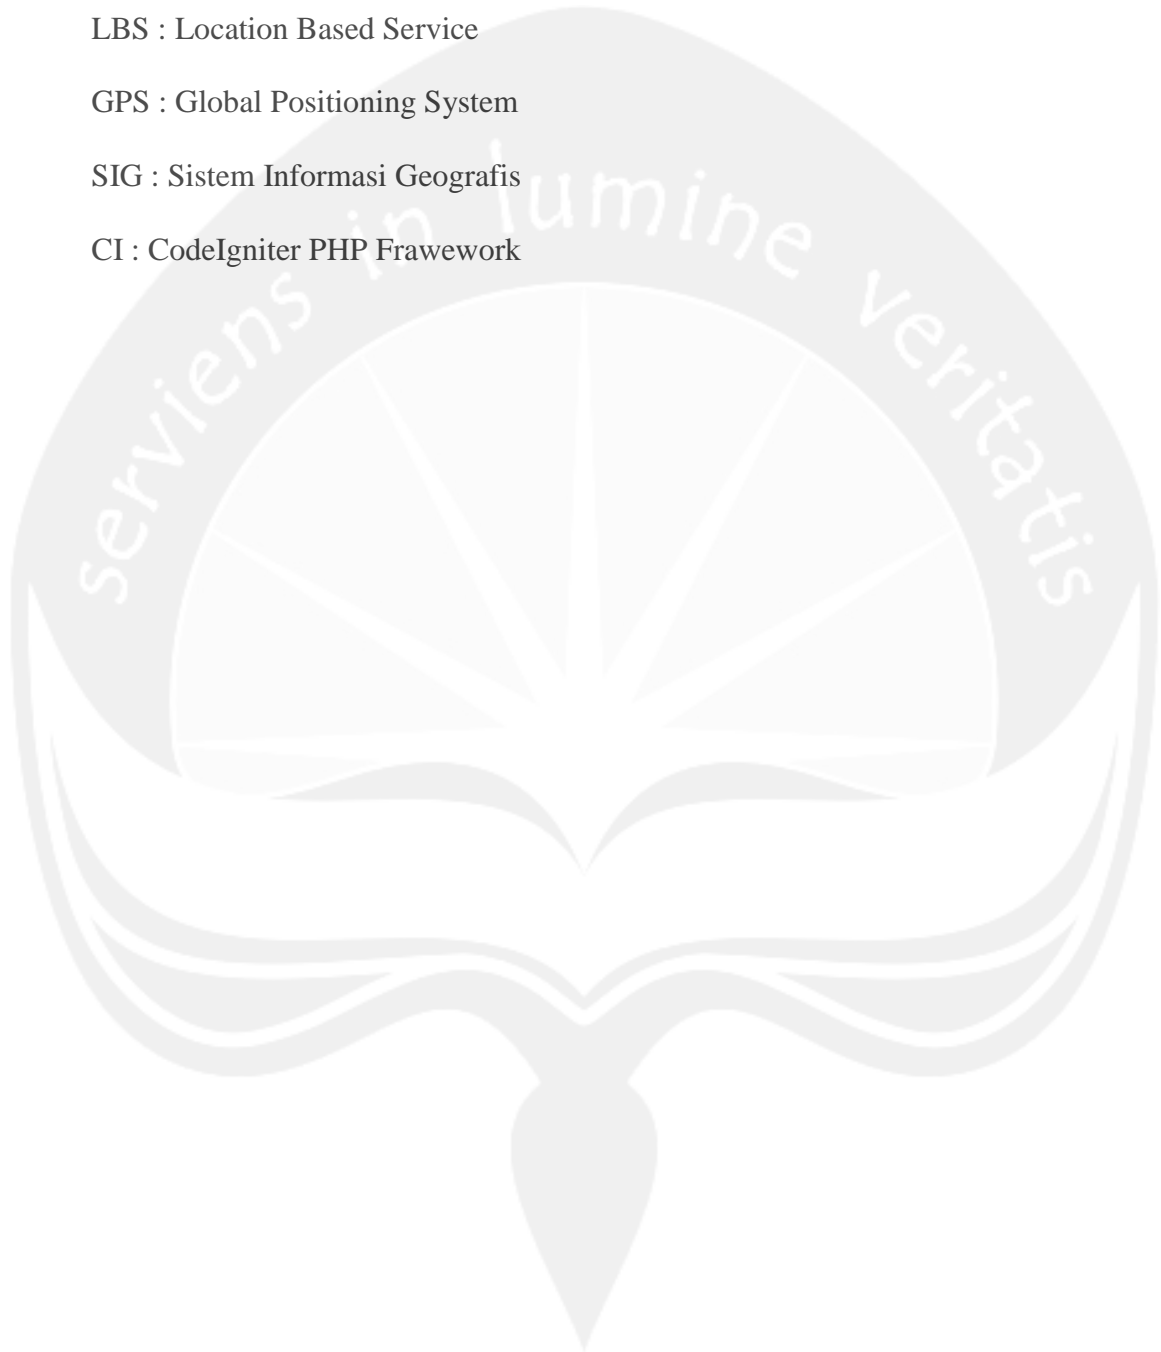 LBS : Location Based Service
GPS : Global Positioning System
SIG : Sistem Informasi Geografis
CI : CodeIgniter PHP Frawework
serviens in lumine veritatis